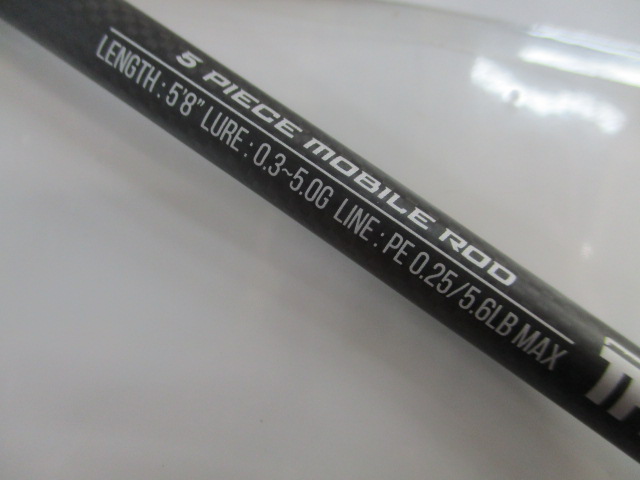 5 PIECE MOBILE ROD
LENGTH : 5'8" LURE : 0.3~5.0G LINE : PE 0.25/5.6LB MAX